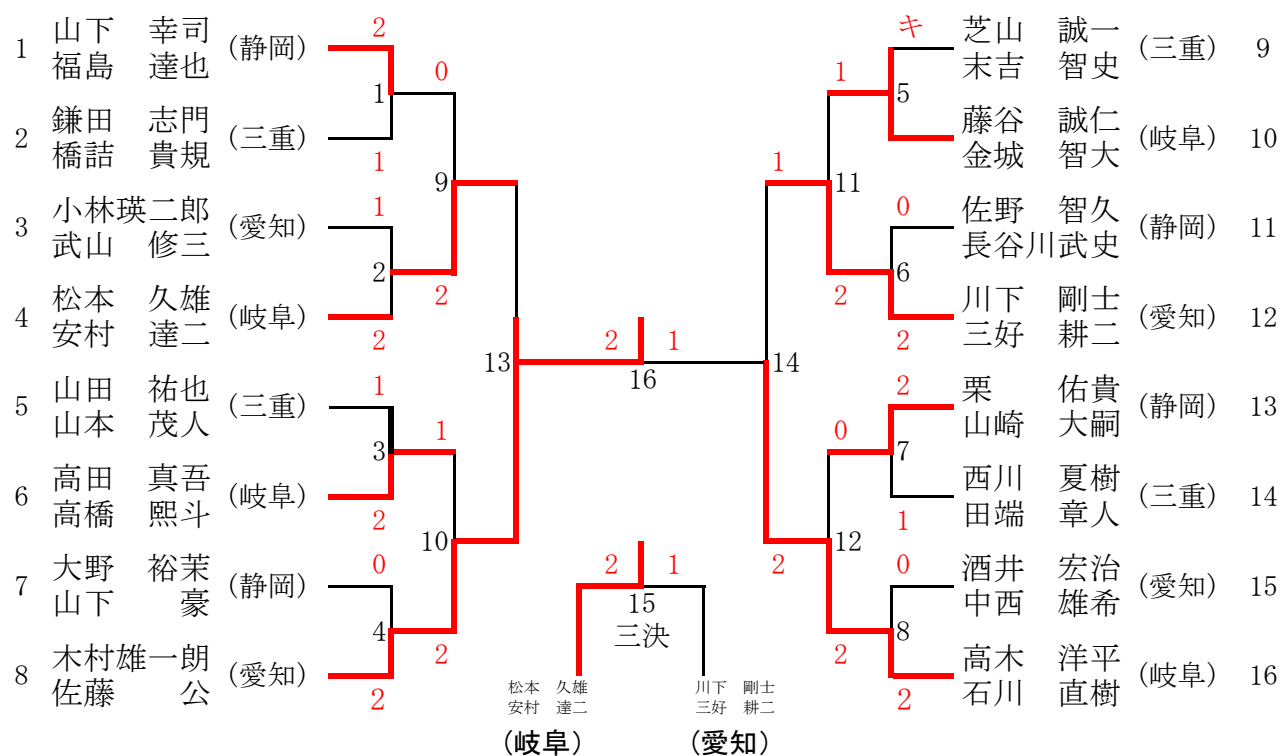 1 山下 幸司 (静岡) 2
福島 達也
1
0
2 鎌田 志門 (三重) 1
橋詰 貴規
9
3 小林瑛二郎 (愛知) 1
武山 修三
2
2
4 松本 久雄 (岐阜) 2
安村 達二
13
5 山田 祐也 (三重) 1
山本 茂人
3
1
6 高田 真吾 (岐阜) 2
高橋 熙斗
10
7 大野 裕茉 (静岡) 0
山下 豪
4
2
8 木村雄一朗 (愛知) 2
佐藤 公
2 1
16
2 1
15
三決
松本 久雄
安村 達二
(岐阜)
川下 剛士
三好 耕二
(愛知)
キ 芝山 誠一 (三重) 9
末吉 智史
1
5
藤谷 誠仁 (岐阜) 10
金城 智大
1
11
0 佐野 智久 (静岡) 11
長谷川武史
6
2
2 川下 剛士 (愛知) 12
三好 耕二
14
2 栗 佑貴 (静岡) 13
山崎 大嗣
0
7
1 西川 夏樹 (三重) 14
田端 章人
12
2
0 酒井 宏治 (愛知) 15
中西 雄希
8
2
2 高木 洋平 (岐阜) 16
石川 直樹